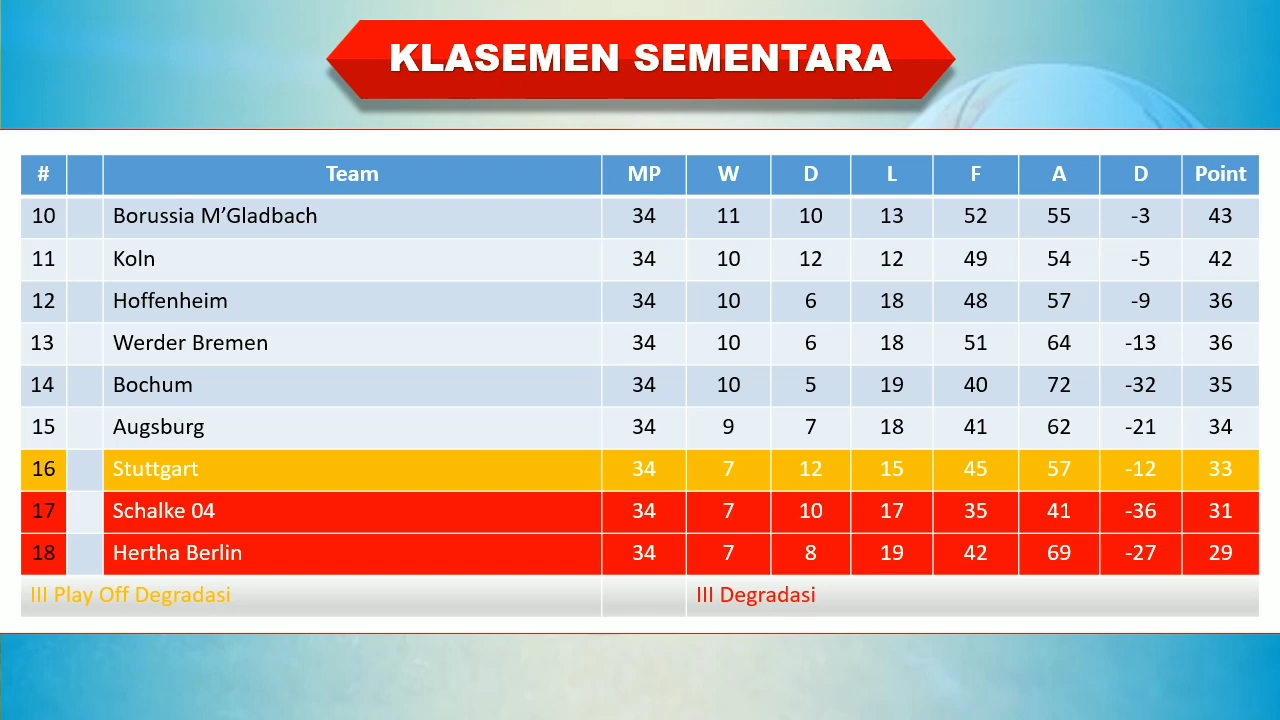 KLASEMEN SEMENTARA
# Team MP W D L F A D Point
10 Borussia M’Gladbach 34 11 10 13 52 55 -3 43
11 Koln 34 10 12 12 49 54 -5 42
12 Hoffenheim 34 10 6 18 48 57 -9 36
13 Werder Bremen 34 10 6 18 51 64 -13 36
14 Bochum 34 10 5 19 40 72 -32 35
15 Augsburg 34 9 7 18 41 62 -21 34
16 Stuttgart 34 7 12 15 45 57 -12 33
17 Schalke 04 34 7 10 17 35 41 -36 31
18 Hertha Berlin 34 7 8 19 42 69 -27 29
III Play Off Degradasi III Degradasi